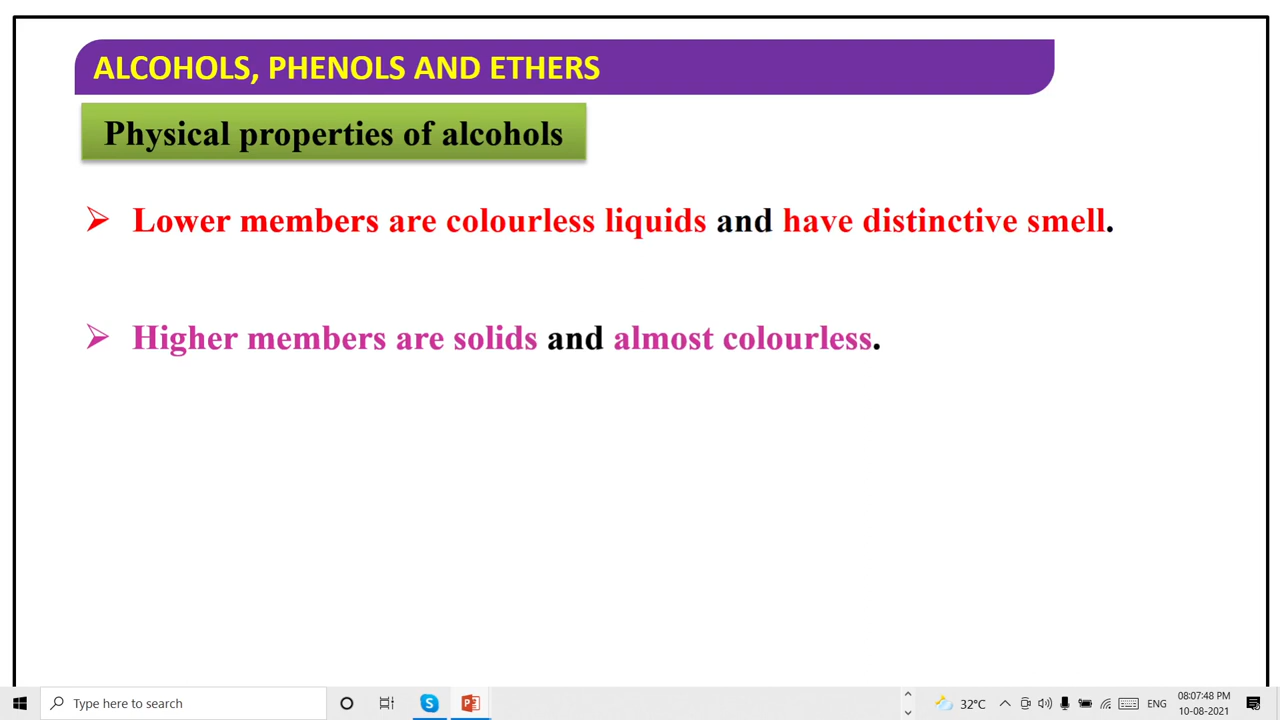 ALCOHOLS, PHENOLS AND ETHERS
Physical properties of alcohols
Lower members are colourless liquids and have distinctive smell.
Higher members are solids and almost colourless.
Type here to search
32°C
ENG
08:07:48 PM
10-08-2021